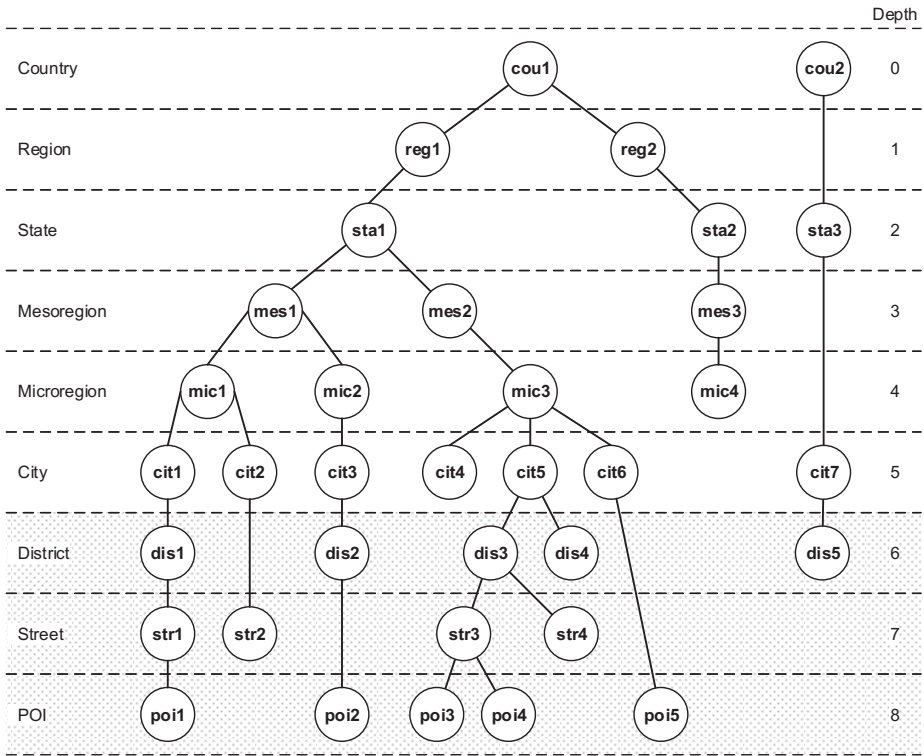 Depth
Country cou1 cou2 0
Region reg1 reg2 1
State sta1 sta2 sta3 2
Mesoregion mes1 mes2 mes3 3
Microregion mic1 mic2 mic3 mic4 4
City cit1 cit2 cit3 cit4 cit5 cit6 cit7 5
District dis1 dis2 dis3 dis4 dis5 6
Street str1 str2 str3 str4 7
POI poi1 poi2 poi3 poi4 poi5 8